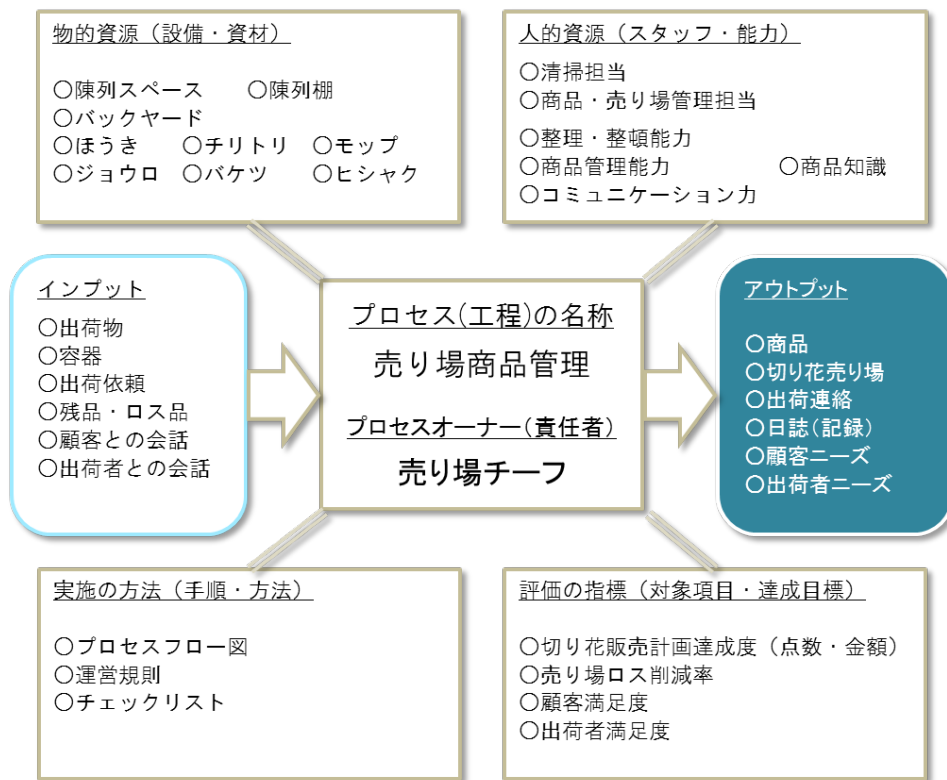 物的資源（設備・資材）
○陳列スペース　○陳列棚
○バックヤード
○ほうき　○チリトリ　○モップ
○ジョウロ　○バケツ　○ヒシャク
人的資源（スタッフ・能力）
○清掃担当
○商品・売り場管理担当
○整理・整頓能力
○商品管理能力　○商品知識
○コミュニケーション力
インプット
○出荷物
○容器
○出荷依頼
○残品・ロス品
○顧客との会話
○出荷者との会話
プロセス(工程)の名称
売り場商品管理
プロセスオーナー(責任者)
売り場チーフ
アウトプット
○商品
○切り花売り場
○出荷連絡
○日誌(記録)
○顧客ニーズ
○出荷者ニーズ
実施の方法（手順・方法）
○プロセスフロー図
○運営規則
○チェックリスト
評価の指標（対象項目・達成目標）
○切り花販売計画達成度（点数・金額）
○売り場ロス削減率
○顧客満足度
○出荷者満足度